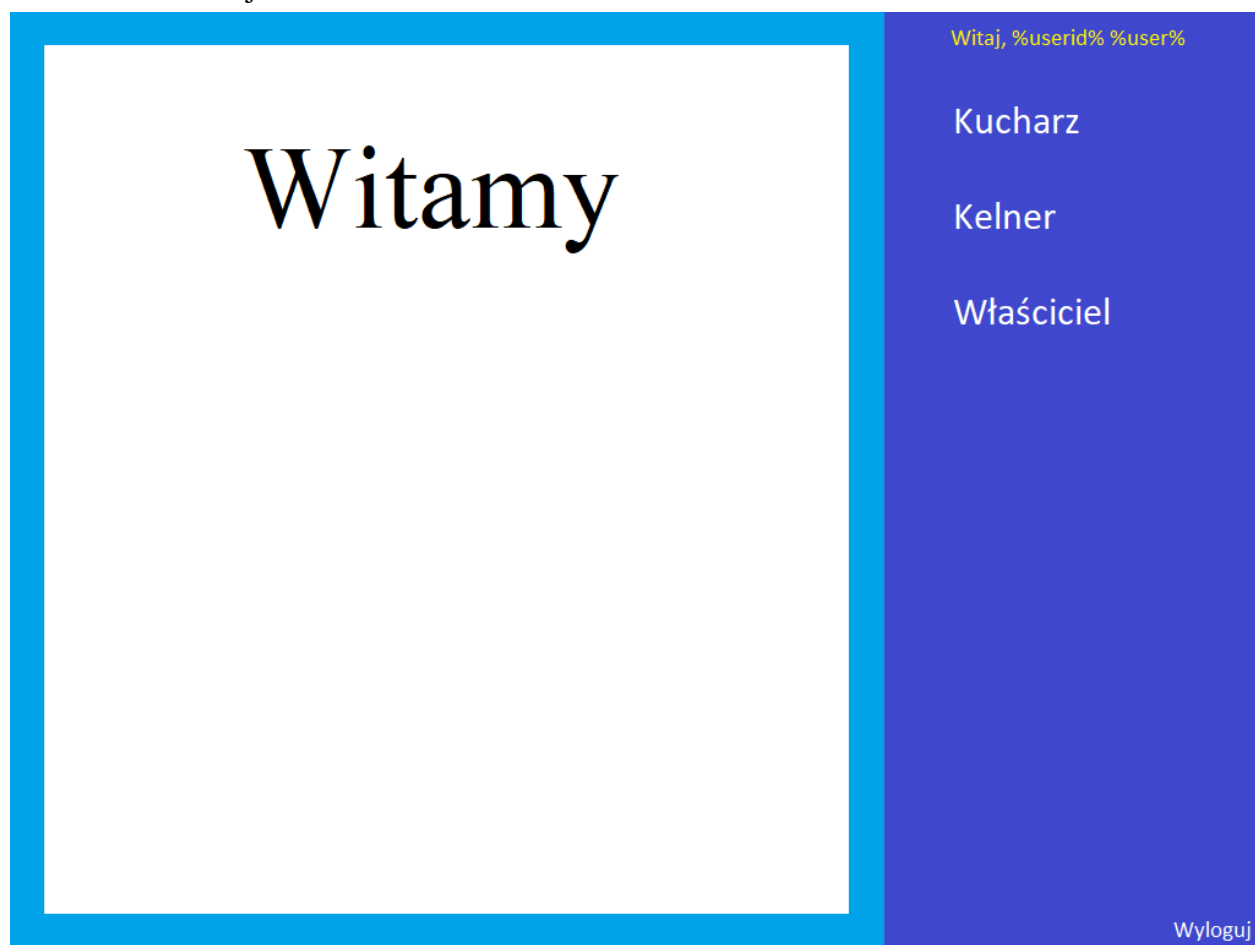 Witamy
Witaj, %userid% %user%
Kucharz
Kelner
Właściciel
Wyloguj